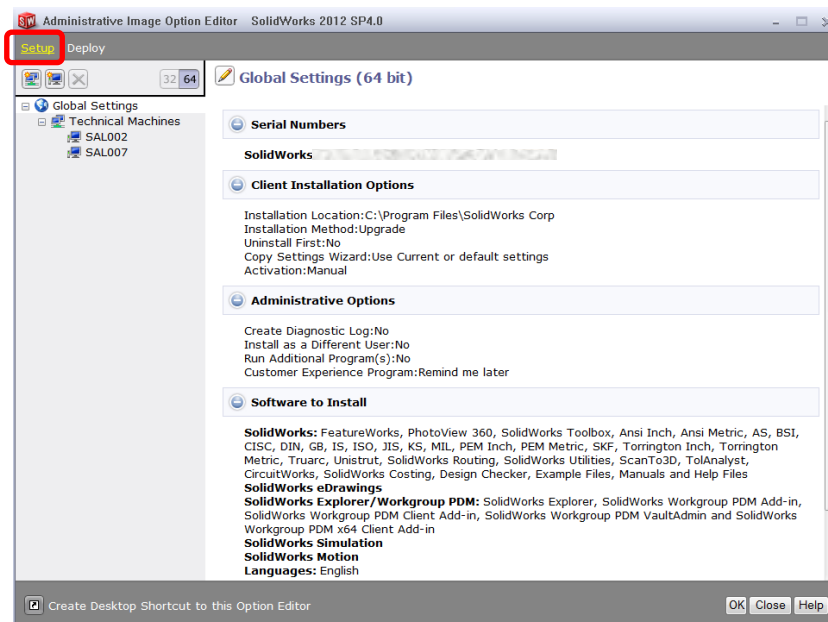 Administrative Image Option Editor SolidWorks 2012 SP4.0
Setup Deploy
32 64
Global Settings (64 bit)
Global Settings
Technical Machines
SAL002
SAL007
Serial Numbers
SolidWorks
Client Installation Options
Installation Location:C:\Program Files\SolidWorks Corp
Installation Method:Upgrade
Uninstall First:No
Copy Settings Wizard:Use Current or default settings
Activation:Manual
Administrative Options
Create Diagnostic Log:No
Install as a Different User:No
Run Additional Program(s):No
Customer Experience Program:Remind me later
Software to Install
SolidWorks: FeatureWorks, PhotoView 360, SolidWorks Toolbox, Ansi Inch, Ansi Metric, AS, BSI,
CISC, DIN, GB, IS, ISO, JIS, KS, MIL, PEM Inch, PEM Metric, SKF, Torrington Inch, Torrington
Metric, Truarc, Unistrut, SolidWorks Routing, SolidWorks Utilities, ScanTo3D, TolAnalyst,
CircuitWorks, SolidWorks Costing, Design Checker, Example Files, Manuals and Help Files
SolidWorks eDrawings
SolidWorks Explorer/Workgroup PDM: SolidWorks Explorer, SolidWorks Workgroup PDM Add-in,
SolidWorks Workgroup PDM Client Add-in, SolidWorks Workgroup PDM VaultAdmin and SolidWorks
Workgroup PDM x64 Client Add-in
SolidWorks Simulation
SolidWorks Motion
Languages: English
Create Desktop Shortcut to this Option Editor
OK Close Help